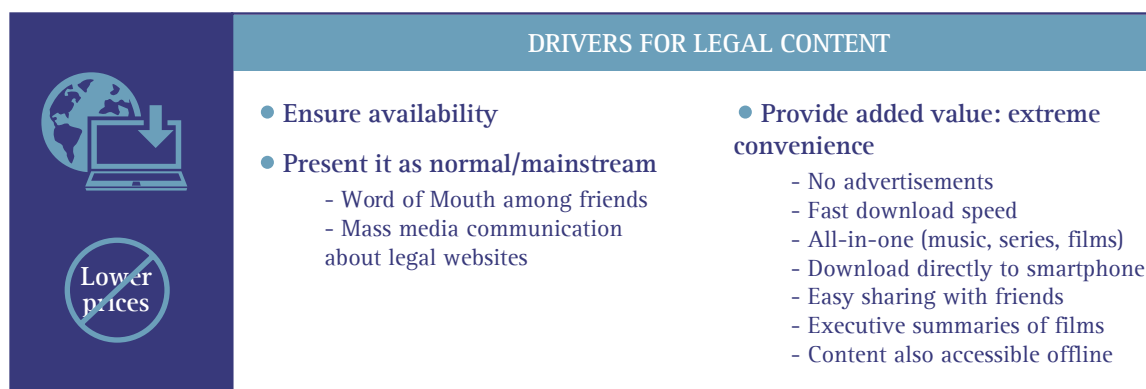 DRIVERS FOR LEGAL CONTENT
• Ensure availability
• Present it as normal/mainstream
- Word of Mouth among friends
- Mass media communication
about legal websites
• Provide added value: extreme
convenience
- No advertisements
- Fast download speed
- All-in-one (music, series, films)
- Download directly to smartphone
- Easy sharing with friends
- Executive summaries of films
- Content also accessible offline
Lower
prices